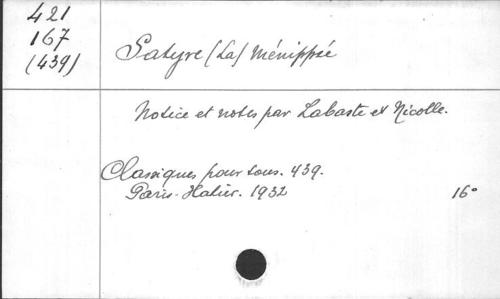 421
167
(439)
Satyre (La) Ménippée
Notice et notes par Labaste et Nicolle.
Classiques pour tous. 439.
Paris. Hatier. 1932
16°